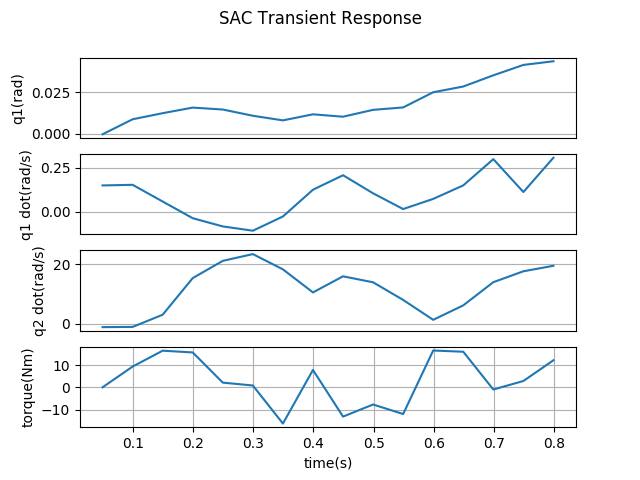 SAC Transient Response
q1(rad)
0.025
0.000
q1 dot(rad/s)
0.25
0.00
q2 dot(rad/s)
20
0
torque(Nm)
10
0
−10
0.1 0.2 0.3 0.4 0.5 0.6 0.7 0.8
time(s)